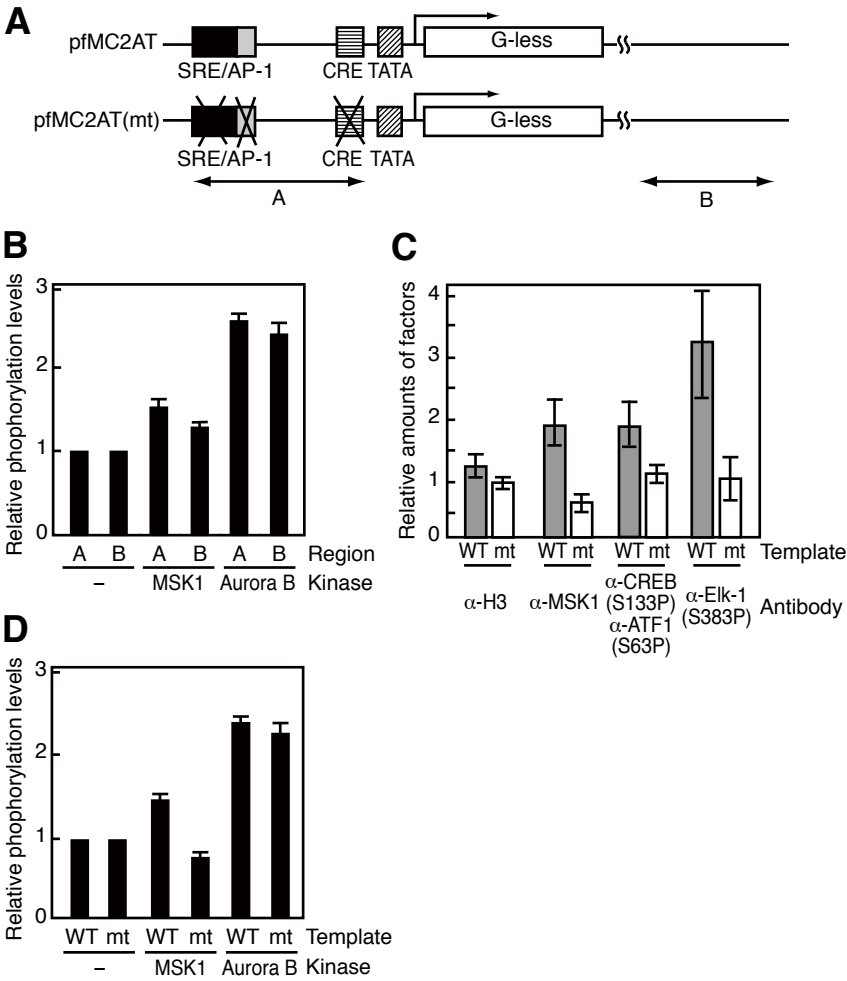 A
pfMC2AT
G-less
SRE/AP-1 CRE TATA
pfMC2AT(mt)
G-less
SRE/AP-1 CRE TATA
A B
B
Relative phophorylation levels
3
2
1
0
A B A B A B Region
– MSK1 Aurora B Kinase
C
Relative amounts of factors
4
3
2
1
0
WT mt WT mt WT mt WT mt Template
α-H3 α-MSK1 α-CREB (S133P) α-ATF1 (S63P) α-Elk-1 (S383P) Antibody
D
Relative phophorylation levels
3
2
1
0
WT mt WT mt WT mt Template
– MSK1 Aurora B Kinase